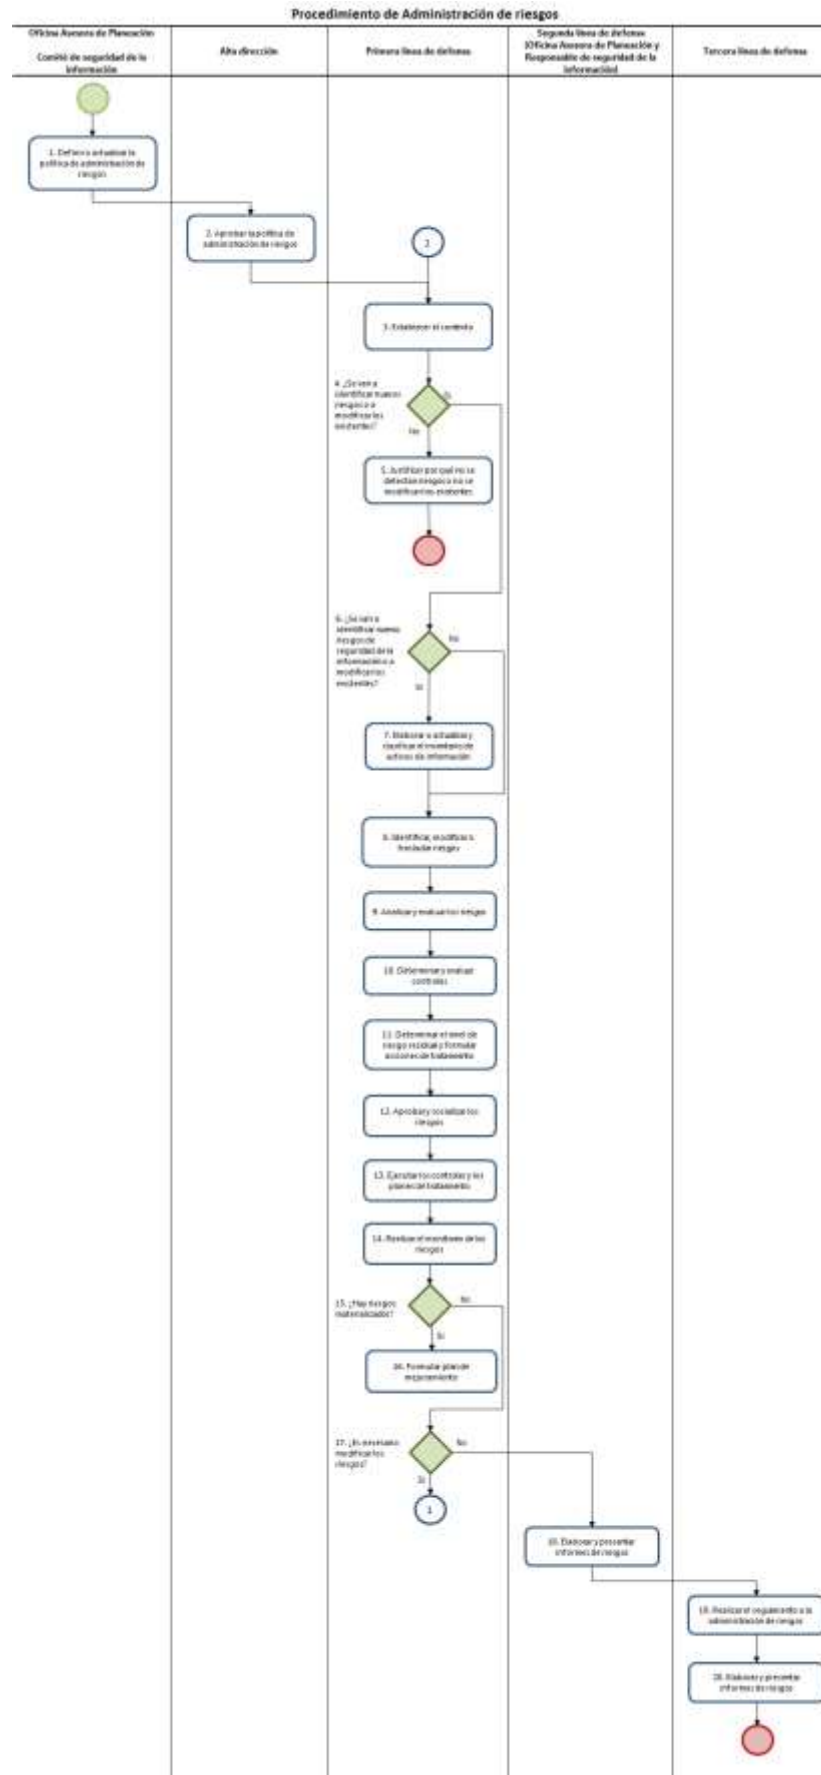 Procedimiento de Administración de riesgos
Oficina Asesora de Planeación
Comité de seguridad de la
información
Alta dirección
Primera línea de defensa
Segunda línea de defensa
(Oficina Asesora de Planeación y
Responsable de seguridad de la
información)
Tercera línea de defensa
1. Definir o actualizar la
política de administración de
riesgos
2. Aprobar la política de
administración de riesgos
3. Establecer el contexto
4. ¿Se van a
identificar nuevos
riesgos o a
modificar los
existentes?
Si
No
5. Justificar por qué no se
detectan riesgos o no se
modifican los existentes
6. ¿Se van a
identificar nuevos
riesgos de
seguridad de la
información o a
modificar los
existentes?
No
Si
7. Elaborar o actualizar y
clasificar el inventario de
activos de información
8. Identificar, modificar o
trasladar riesgos
9. Analizar y evaluar los riesgos
10. Determinar y evaluar
controles
11. Determinar el nivel de
riesgo residual y formular
acciones de tratamiento
12. Aprobar y socializar los
riesgos
13. Ejecutar los controles y los
planes de tratamiento
14. Realizar el monitoreo de los
riesgos
15. ¿Hay riesgos
materializados?
No
Si
16. Formular plan de
mejoramiento
17. ¿Es necesario
modificar los
riesgos?
No
Si
1
18. Elaborar y presentar
informes de riesgos
19. Realizar el seguimiento a la
administración de riesgos
20. Elaborar y presentar
informes de riesgos